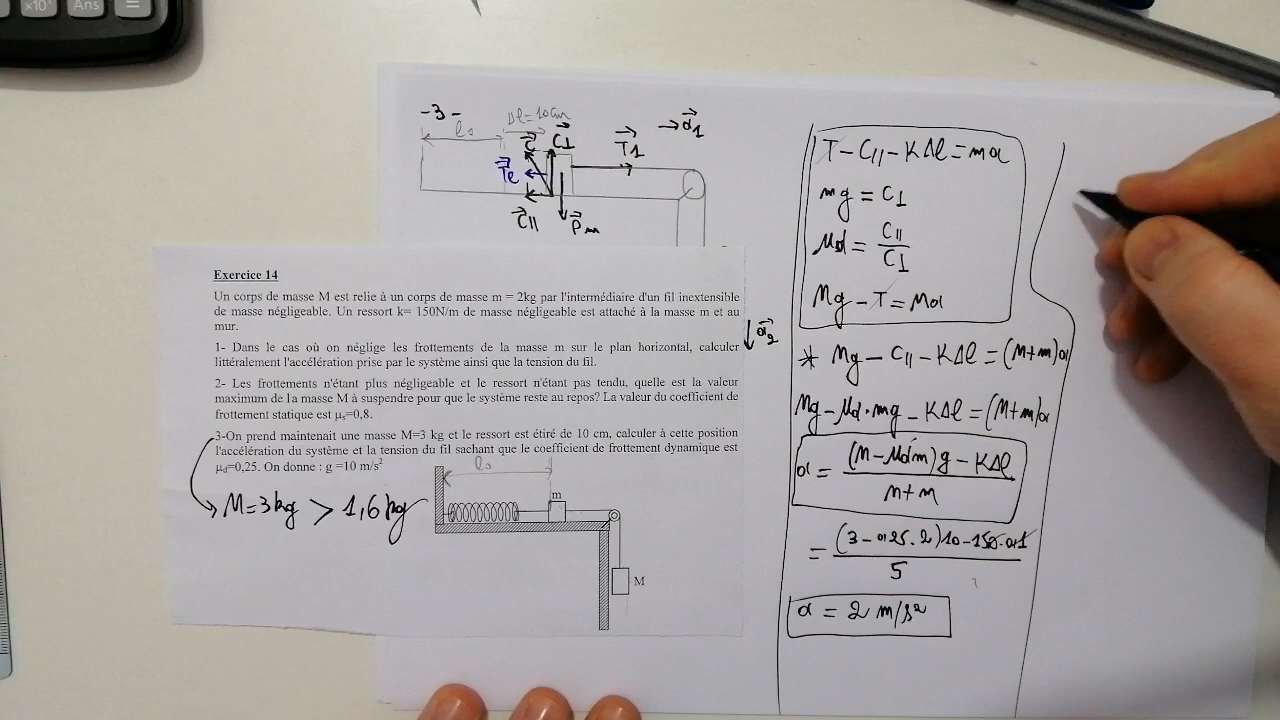 x10ˣ Ans =
-3-
Δl=10cm
l₀
C⃗ C⃗⊥ T⃗1 → a⃗1
C⃗∥ P⃗m
Exercice 14
Un corps de masse M est relie à un corps de masse m = 2kg par l'intermédiaire d'un fil inextensible
de masse négligeable. Un ressort k= 150N/m de masse négligeable est attaché à la masse m et au
mur.
1- Dans le cas où on néglige les frottements de la masse m sur le plan horizontal, calculer
littéralement l'accélération prise par le système ainsi que la tension du fil.
2- Les frottements n'étant plus négligeable et le ressort n'étant pas tendu, quelle est la valeur
maximum de la masse M à suspendre pour que le système reste au repos? La valeur du coefficient de
frottement statique est μs=0,8.
3-On prend maintenait une masse M=3 kg et le ressort est étiré de 10 cm, calculer à cette position
l'accélération du système et la tension du fil sachant que le coefficient de frottement dynamique est
μd=0,25. On donne : g =10 m/s²
M=3kg > 1,6kg
l₀
m
M
a⃗2
T - C∥ - KΔl = ma
mg = C⊥
μd = C∥/C⊥
Mg - T = Ma
* Mg - C∥ - KΔl = (M+m)a
Mg - μd·mg - KΔl = (M+m)a
a = (M-μd·m)g - KΔl / M+m
= (3-0,25.2)10-150.0,1 / 5
a = 2 m/s²